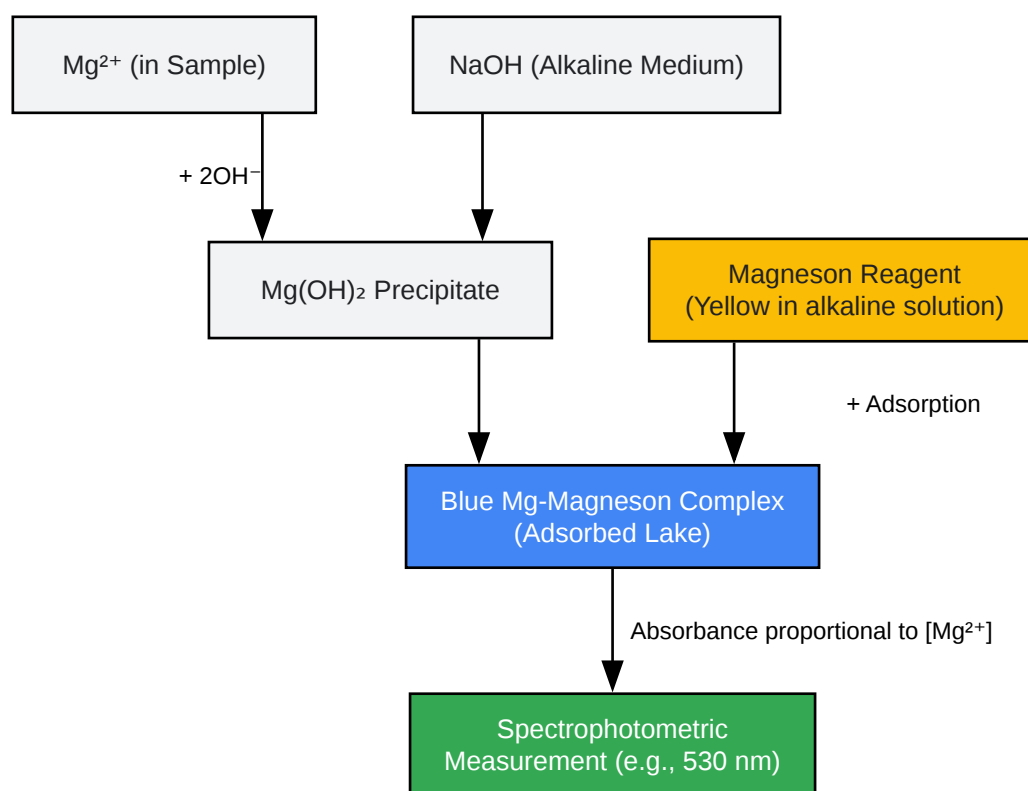 Mg²⁺ (in Sample)
NaOH (Alkaline Medium)
+ 2OH⁻
Mg(OH)₂ Precipitate
Magneson Reagent
(Yellow in alkaline solution)
+ Adsorption
Blue Mg-Magneson Complex
(Adsorbed Lake)
Absorbance proportional to [Mg²⁺]
Spectrophotometric
Measurement (e.g., 530 nm)